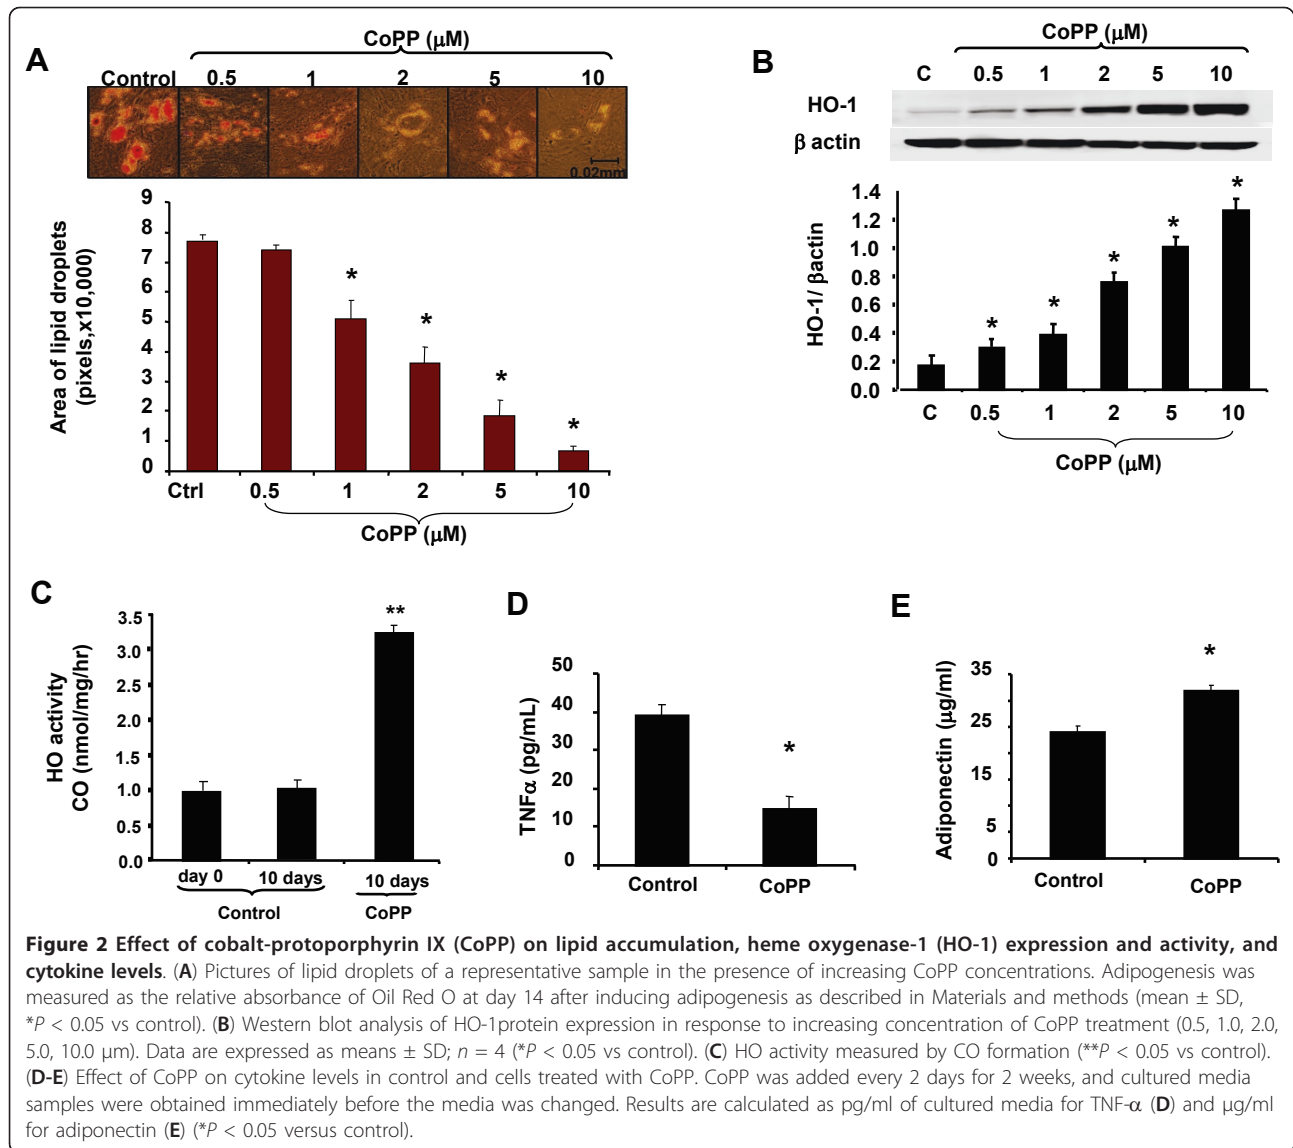 A
CoPP (μM)
Control 0.5 1 2 5 10
0.02mm
Area of lipid droplets
(pixels,x10,000)
9
8
7
6
5
4
3
2
1
0
* * * *
Ctrl 0.5 1 2 5 10
CoPP (μM)
B
CoPP (μM)
C 0.5 1 2 5 10
HO-1
β actin
HO-1/ βactin
1.4
1.2
1.0
0.8
0.6
0.4
0.2
0.0
* * * * *
C 0.5 1 2 5 10
CoPP (μM)
C
HO activity
CO (nmol/mg/hr)
3.5
3.0
2.5
3.0
1.5
1.0
0.5
0.0
**
day 0 10 days 10 days
Control CoPP
D
TNFα (pg/mL)
50
40
30
20
10
0
*
Control CoPP
E
Adiponectin (μg/ml)
35
25
15
5
0
*
Control CoPP
Figure 2 Effect of cobalt-protoporphyrin IX (CoPP) on lipid accumulation, heme oxygenase-1 (HO-1) expression and activity, and
cytokine levels. (A) Pictures of lipid droplets of a representative sample in the presence of increasing CoPP concentrations. Adipogenesis was
measured as the relative absorbance of Oil Red O at day 14 after inducing adipogenesis as described in Materials and methods (mean ± SD,
*P < 0.05 vs control). (B) Western blot analysis of HO-1protein expression in response to increasing concentration of CoPP treatment (0.5, 1.0, 2.0,
5.0, 10.0 μm). Data are expressed as means ± SD; n = 4 (*P < 0.05 vs control). (C) HO activity measured by CO formation (**P < 0.05 vs control).
(D-E) Effect of CoPP on cytokine levels in control and cells treated with CoPP. CoPP was added every 2 days for 2 weeks, and cultured media
samples were obtained immediately before the media was changed. Results are calculated as pg/ml of cultured media for TNF-α (D) and μg/ml
for adiponectin (E) (*P < 0.05 versus control).